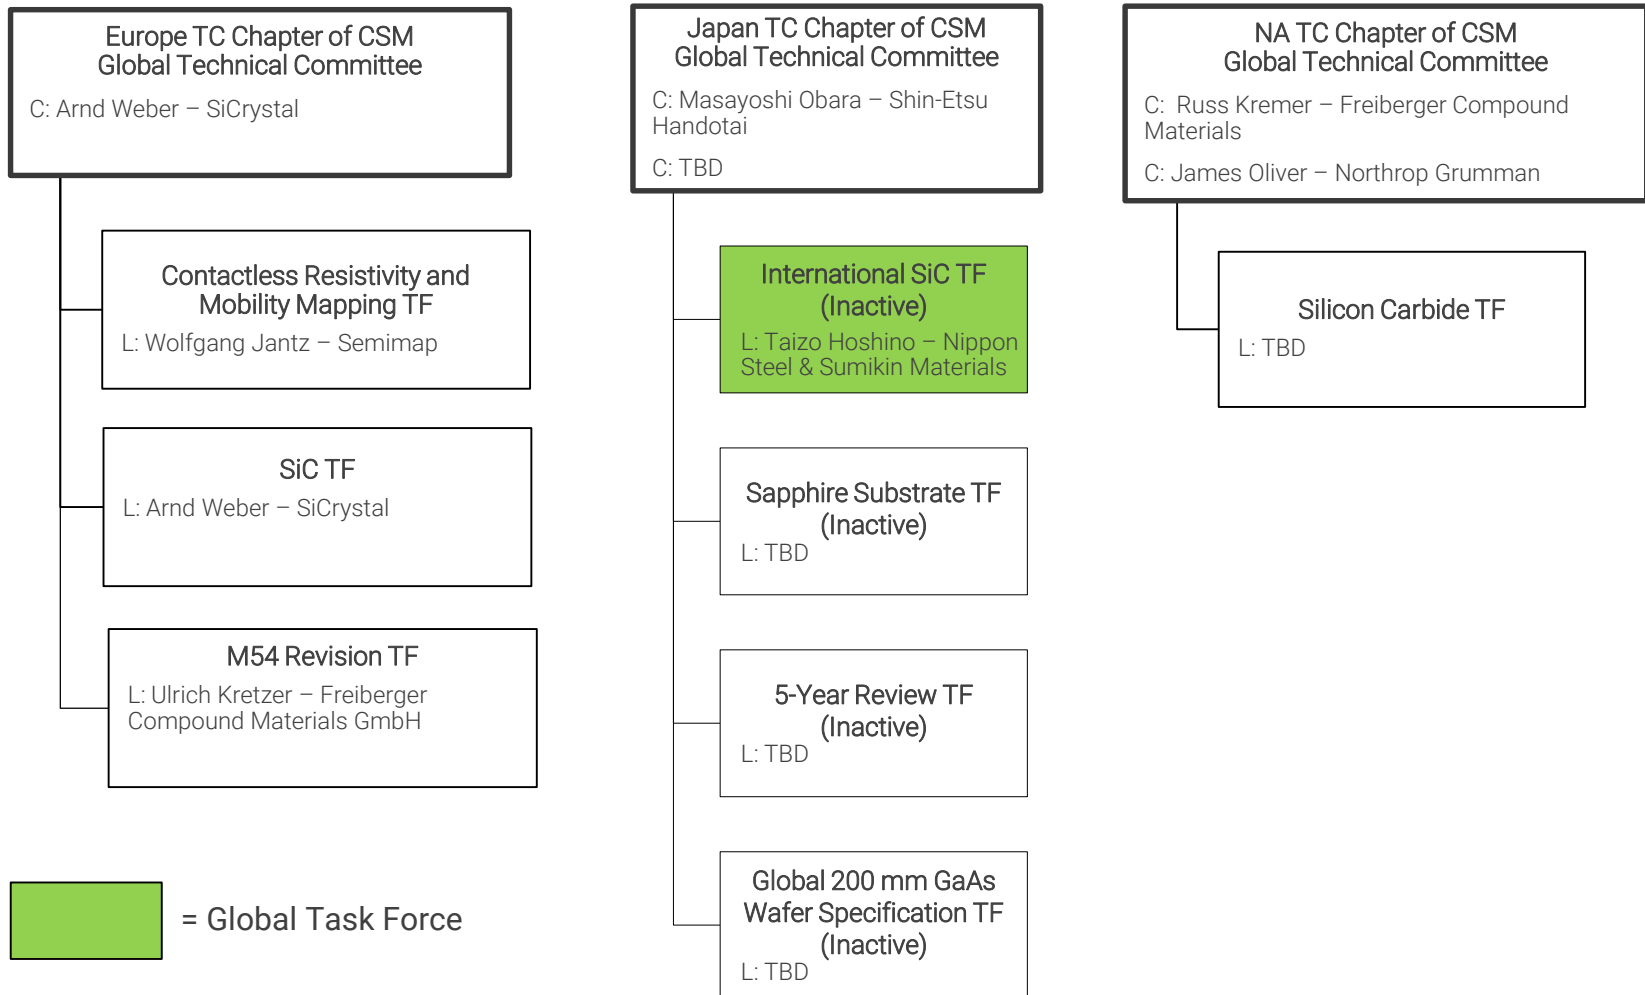 Europe TC Chapter of CSM
Global Technical Committee
C: Arnd Weber – SiCrystal
Contactless Resistivity and
Mobility Mapping TF
L: Wolfgang Jantz – Semimap
SiC TF
L: Arnd Weber – SiCrystal
M54 Revision TF
L: Ulrich Kretzer – Freiberger
Compound Materials GmbH
= Global Task Force
Japan TC Chapter of CSM
Global Technical Committee
C: Masayoshi Obara – Shin-Etsu
Handotai
C: TBD
International SiC TF
(Inactive)
L: Taizo Hoshino – Nippon
Steel & Sumikin Materials
Sapphire Substrate TF
(Inactive)
L: TBD
5-Year Review TF
(Inactive)
L: TBD
Global 200 mm GaAs
Wafer Specification TF
(Inactive)
L: TBD
NA TC Chapter of CSM
Global Technical Committee
C: Russ Kremer – Freiberger Compound
Materials
C: James Oliver – Northrop Grumman
Silicon Carbide TF
L: TBD